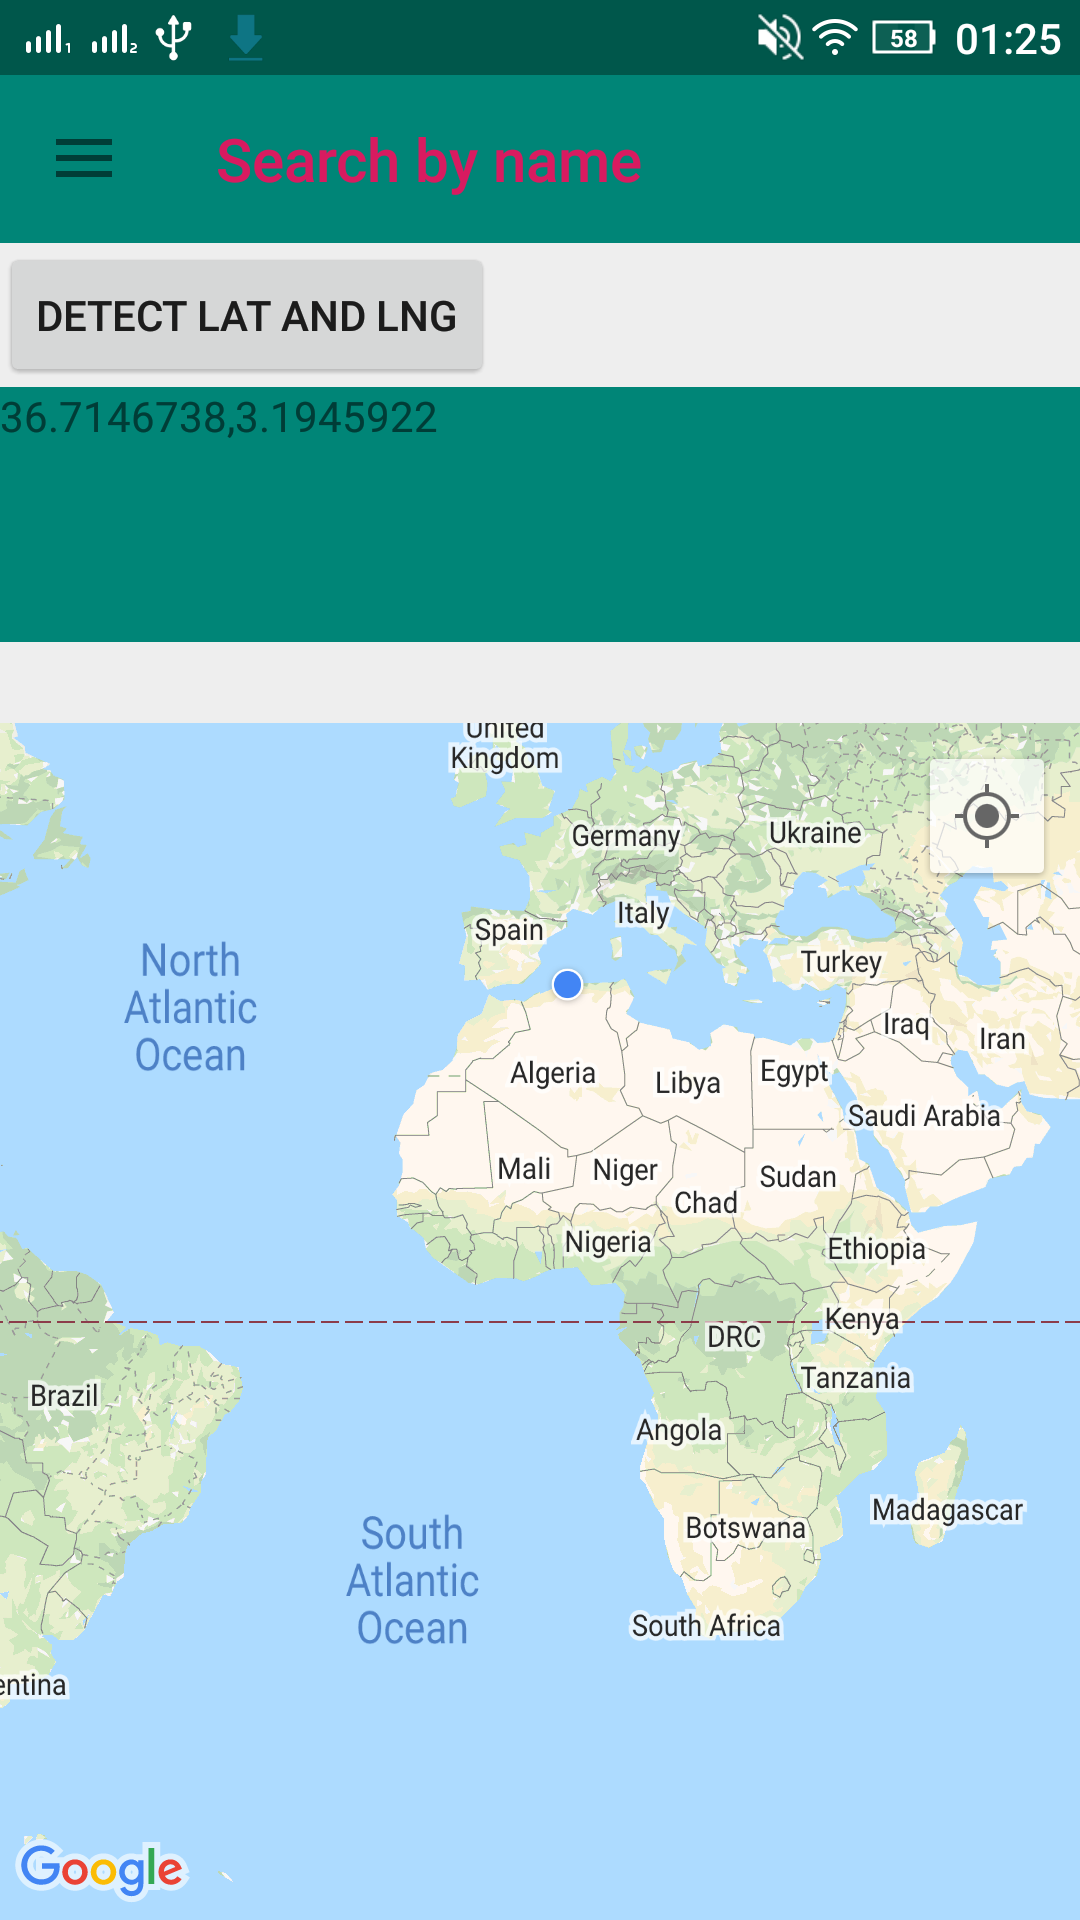 1 2 58 01:25
Search by name
DETECT LAT AND LNG
36.7146738,3.1945922
United
Kingdom
Germany
Ukraine
Italy
Spain
North
Atlantic
Ocean
Turkey
Iraq
Iran
Algeria
Libya
Egypt
Saudi Arabia
Mali
Niger
Sudan
Chad
Nigeria
Ethiopia
Kenya
DRC
Tanzania
Brazil
Angola
Madagascar
Botswana
South
Atlantic
Ocean
South Africa
entina
Google